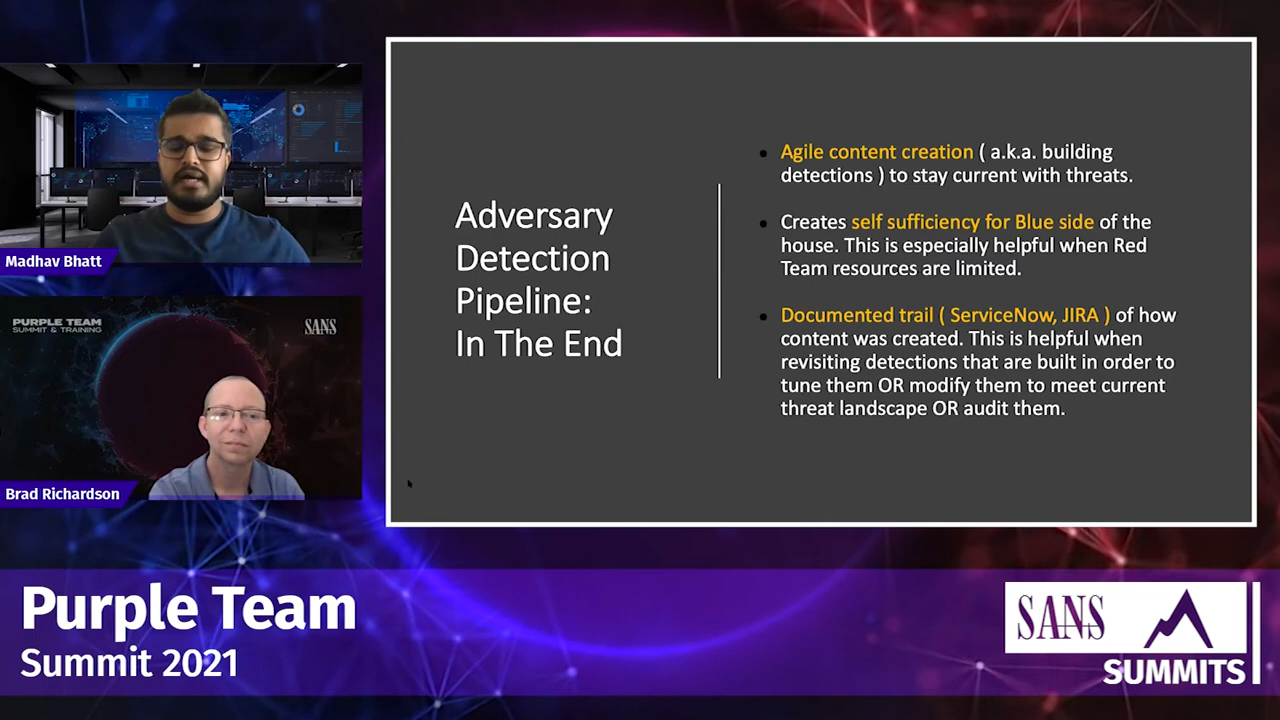 Madhav Bhatt
PURPLE TEAM
SUMMIT & TRAINING
SANS
Brad Richardson
Adversary
Detection
Pipeline:
In The End
Agile content creation ( a.k.a. building
detections ) to stay current with threats.
Creates self sufficiency for Blue side of the
house. This is especially helpful when Red
Team resources are limited.
Documented trail ( ServiceNow, JIRA ) of how
content was created. This is helpful when
revisiting detections that are built in order to
tune them OR modify them to meet current
threat landscape OR audit them.
Purple Team
Summit 2021
SANS
SUMMITS